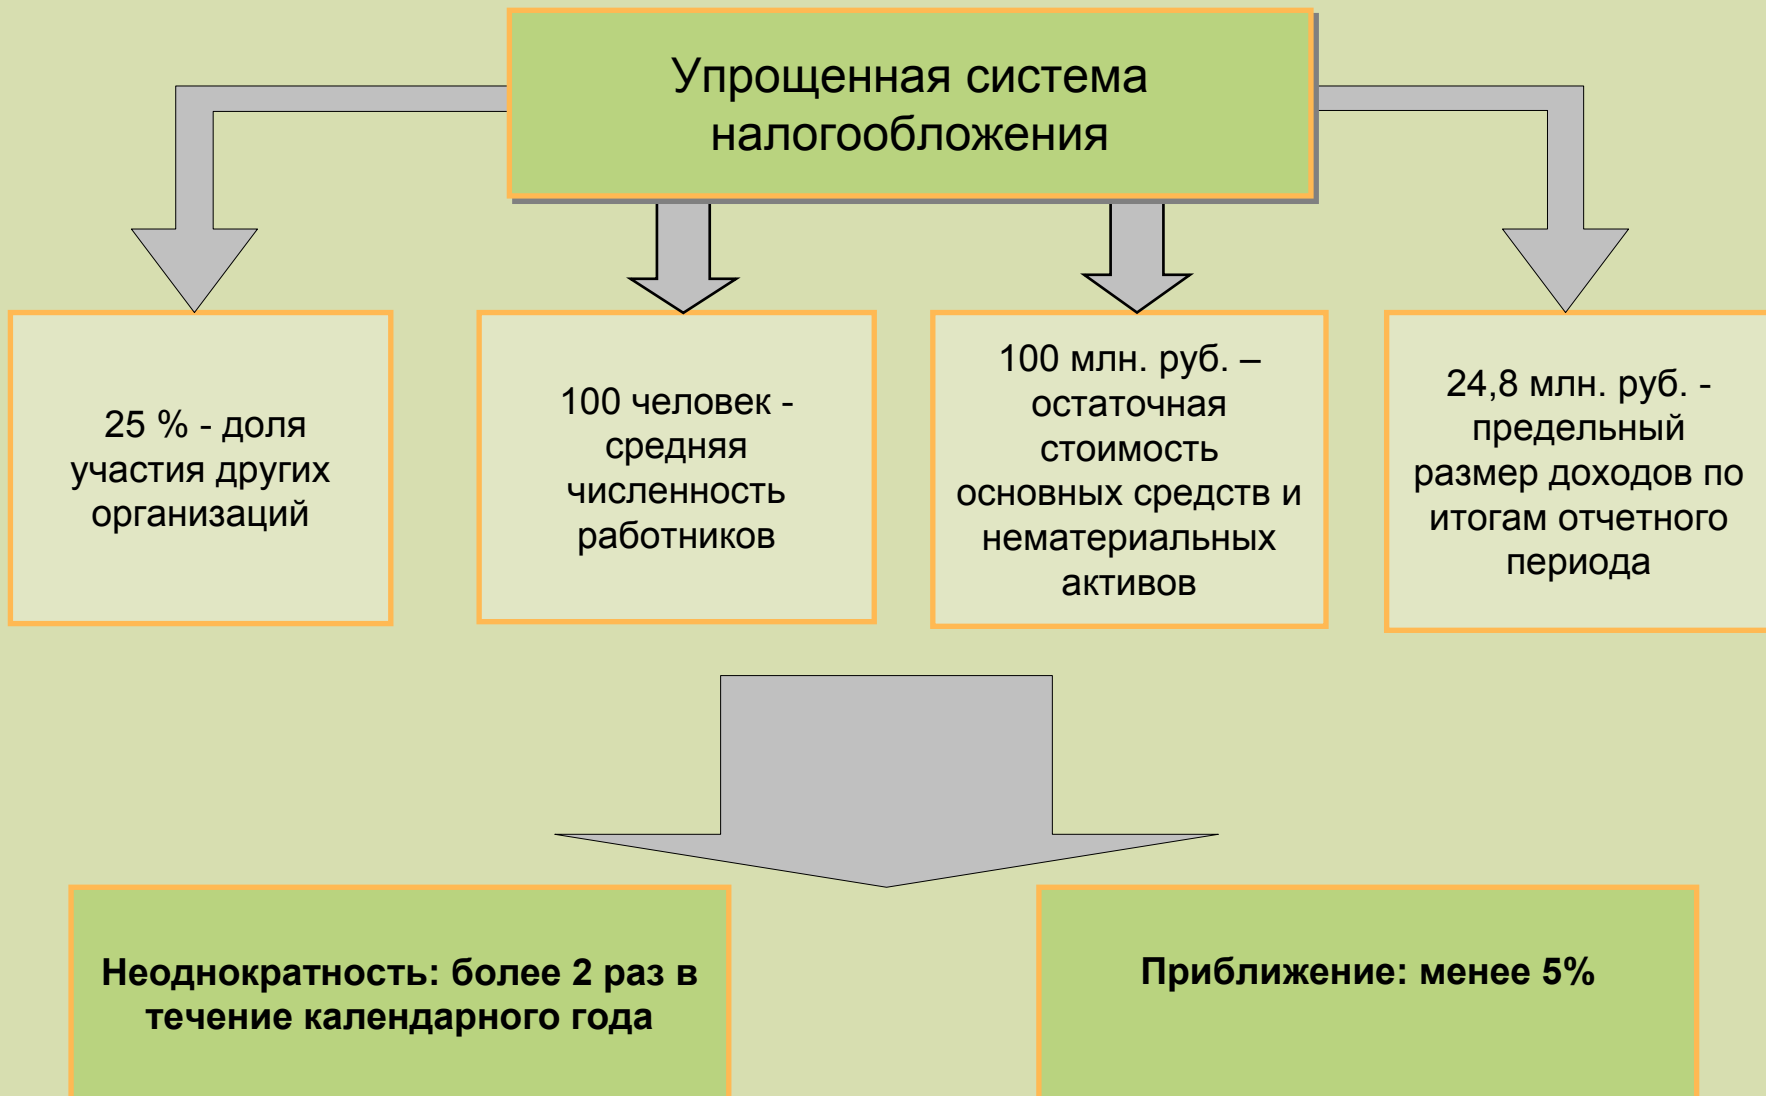 Упрощенная система
налогообложения
25 % - доля
участия других
организаций
100 человек -
средняя
численность
работников
100 млн. руб. –
остаточная
стоимость
основных средств и
нематериальных
активов
24,8 млн. руб. -
предельный
размер доходов по
итогам отчетного
периода
Неоднократность: более 2 раз в
течение календарного года
Приближение: менее 5%